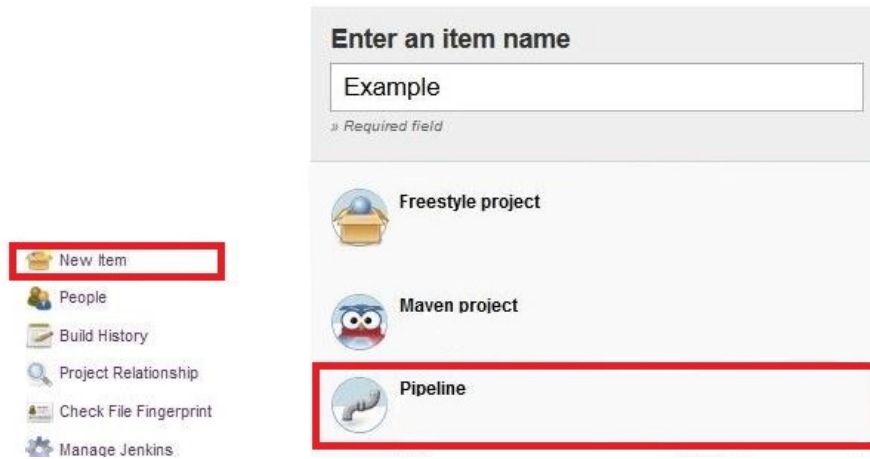 Enter an item name
Example
» Required field
Freestyle project
Maven project
Pipeline
New Item
People
Build History
Project Relationship
Check File Fingerprint
Manage Jenkins